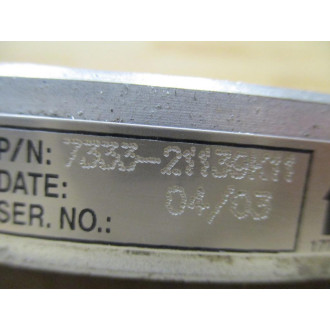 P/N: 7333-2113GK11
DATE: 04/03
SER. NO.: